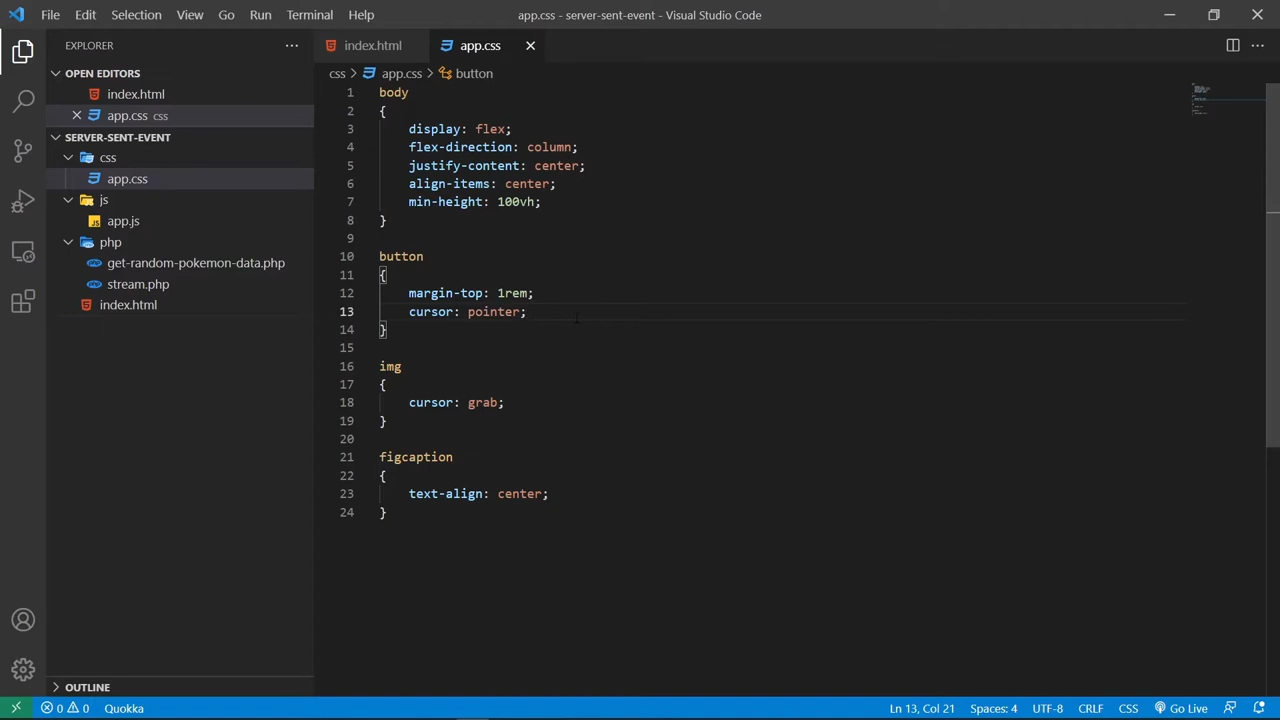 File Edit Selection View Go Run Terminal Help
app.css - server-sent-event - Visual Studio Code
EXPLORER
OPEN EDITORS
index.html
app.css css
SERVER-SENT-EVENT
css
app.css
js
app.js
php
get-random-pokemon-data.php
stream.php
index.html
OUTLINE
index.html app.css
css > app.css > button
1 body
2 {
3 display: flex;
4 flex-direction: column;
5 justify-content: center;
6 align-items: center;
7 min-height: 100vh;
8 }
9
10 button
11 {
12 margin-top: 1rem;
13 cursor: pointer;
14 }
15
16 img
17 {
18 cursor: grab;
19 }
20
21 figcaption
22 {
23 text-align: center;
24 }
0 0 Quokka
Ln 13, Col 21 Spaces: 4 UTF-8 CRLF CSS Go Live